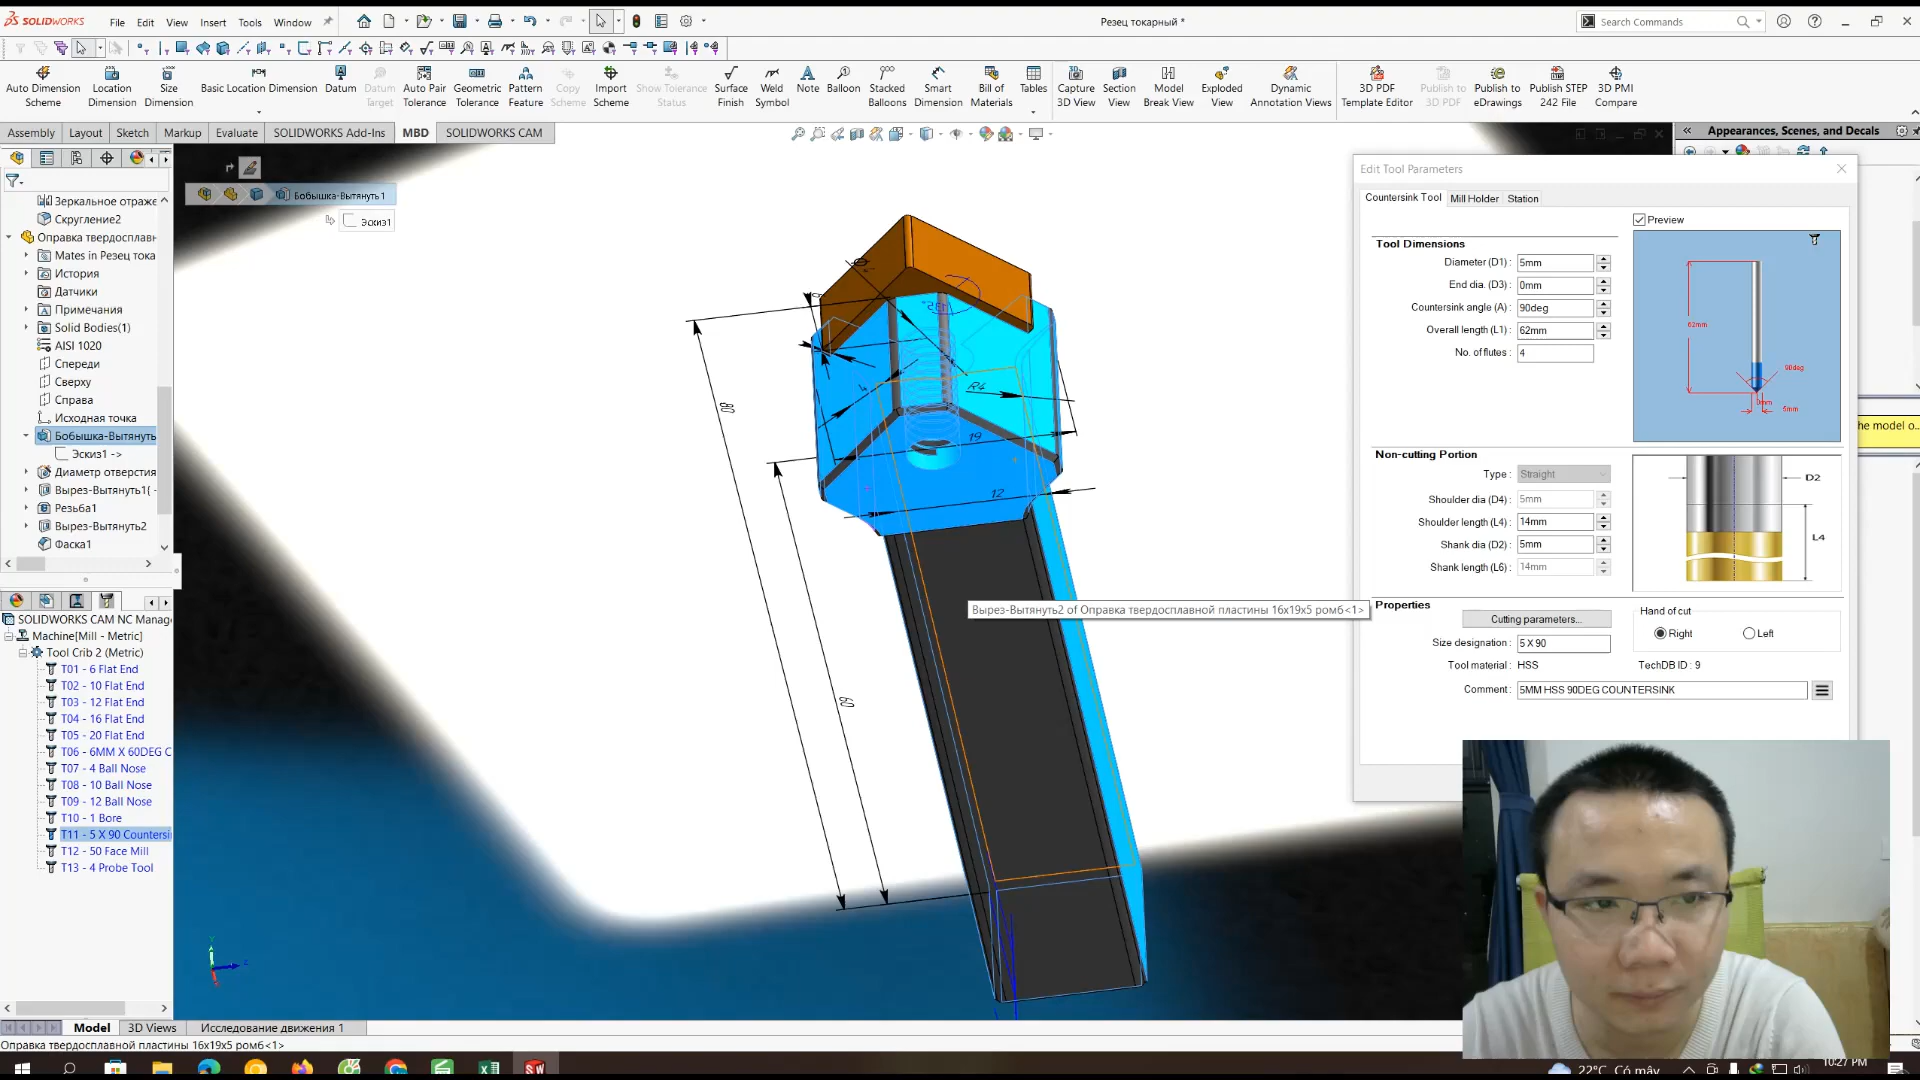 SOLIDWORKS
File Edit View Insert Tools Window
Резец токарный *
Search Commands
Auto Dimension Scheme
Location Dimension
Size Dimension
Basic Location Dimension
Datum
Datum Target
Auto Pair Tolerance
Geometric Tolerance
Pattern Feature
Copy Scheme
Import Scheme
Show Tolerance Status
Surface Finish
Weld Symbol
Note
Balloon
Stacked Balloons
Smart Dimension
Bill of Materials
Tables
Capture 3D View
Section View
Model Break View
Exploded View
Dynamic Annotation Views
3D PDF Template Editor
Publish to 3D PDF
Publish to eDrawings
Publish STEP 242 File
3D PMI Compare
Assembly Layout Sketch Markup Evaluate SOLIDWORKS Add-Ins MBD SOLIDWORKS CAM
Appearances, Scenes, and Decals
Зеркальное отраже
Скругление2
Оправка твердосплавн
Mates in Резец тока
История
Датчики
Примечания
Solid Bodies(1)
AISI 1020
Спереди
Сверху
Справа
Исходная точка
Бобышка-Вытянуть
Эскиз1 ->
Диаметр отверстия
Вырез-Вытянуть1{ -
Резьба1
Вырез-Вытянуть2
Фаска1
Бобышка-Вытянуть1
Эскиз1
SOLIDWORKS CAM NC Manag
Machine[Mill - Metric]
Tool Crib 2 (Metric)
T01 - 6 Flat End
T02 - 10 Flat End
T03 - 12 Flat End
T04 - 16 Flat End
T05 - 20 Flat End
T06 - 6MM X 60DEG C
T07 - 4 Ball Nose
T08 - 10 Ball Nose
T09 - 12 Ball Nose
T10 - 1 Bore
T11 - 5 X 90 Countersi
T12 - 50 Face Mill
T13 - 4 Probe Tool
80
60
19
12
R4
4
Вырез-Вытянуть2 of Оправка твердосплавной пластины 16x19x5 ромб<1>
Edit Tool Parameters
Countersink Tool Mill Holder Station
Preview
Tool Dimensions
Diameter (D1) : 5mm
End dia. (D3) : 0mm
Countersink angle (A) : 90deg
Overall length (L1) : 62mm
No. of flutes : 4
62mm
90deg
0mm
5mm
Non-cutting Portion
Type : Straight
Shoulder dia (D4) : 5mm
Shoulder length (L4) : 14mm
Shank dia (D2) : 5mm
Shank length (L6) : 14mm
D2
L4
Properties
Cutting parameters...
Size designation : 5 X 90
Tool material : HSS
Comment : 5MM HSS 90DEG COUNTERSINK
Hand of cut
Right Left
TechDB ID : 9
he model o..
Model 3D Views Исследование движения 1
Оправка твердосплавной пластины 16x19x5 ромб<1>
22°C Có mây
10:27 PM